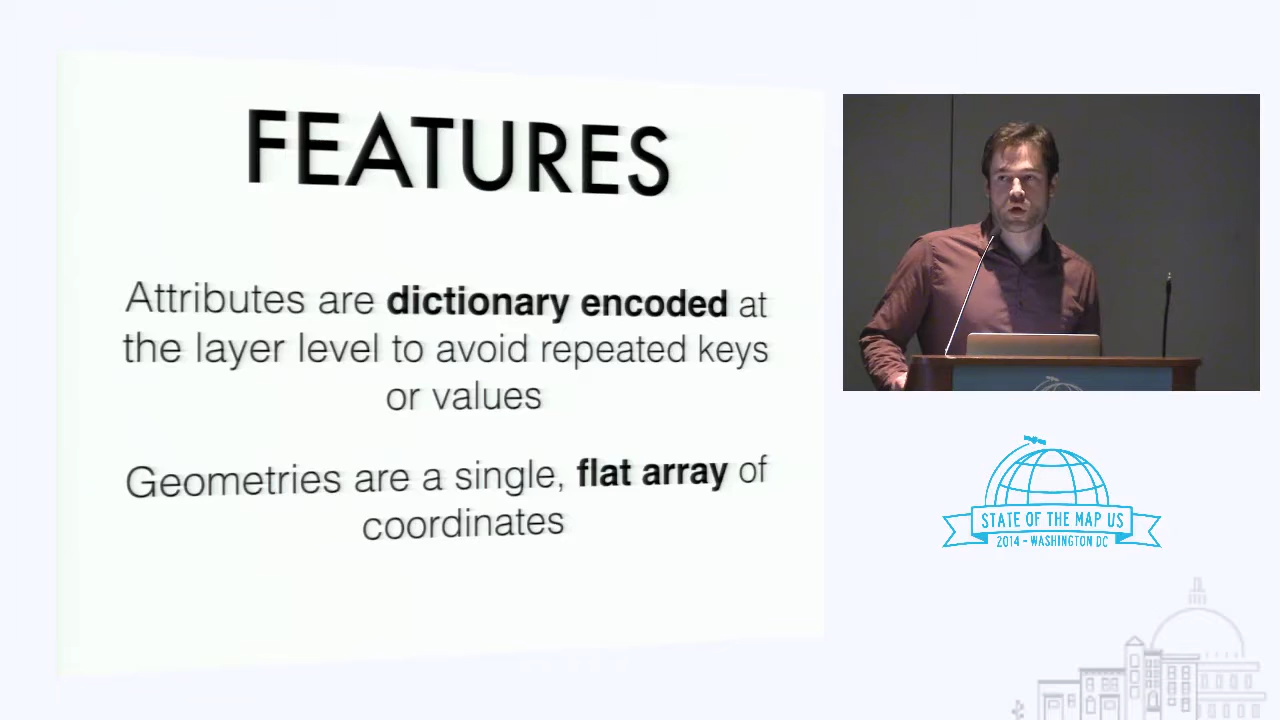 FEATURES
Attributes are dictionary encoded at
the layer level to avoid repeated keys
or values
Geometries are a single, flat array of
coordinates
STATE OF THE MAP US
2014 - WASHINGTON DC